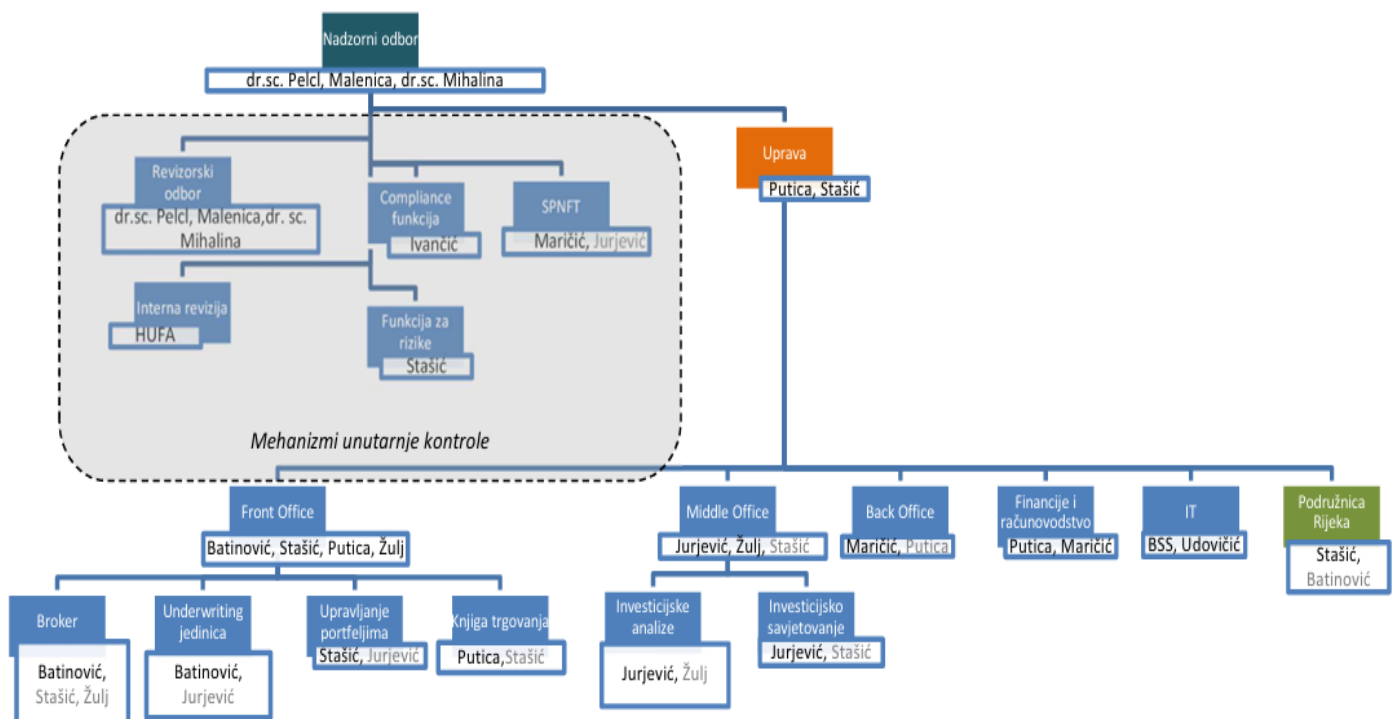 Nadzorni odbor
dr.sc. Pelcl, Malenica, dr.sc. Mihalina
Revizorski
odbor
dr.sc. Pelcl, Malenica,dr. sc.
Mihalina
Compliance
funkcija
Ivančić
SPNFT
Maričić, Jurjević
Uprava
Putica, Stašić
Interna revizija
HUFA
Funkcija za
rizike
Stašić
Mehanizmi unutarnje kontrole
Front Office
Batinović, Stašić, Putica, Žulj
Middle Office
Jurjević, Žulj, Stašić
Back Office
Maričić, Putica
Financije i
računovodstvo
Putica, Maričić
IT
BSS, Udovičić
Podružnica
Rijeka
Stašić,
Batinović
Broker
Batinović,
Stašić, Žulj
Underwriting
jedinica
Batinović,
Jurjević
Upravljanje
portfeljima
Stašić, Jurjević
Knjiga trgovanja
Putica,Stašić
Investicijske
analize
Jurjević, Žulj
Investicijsko
savjetovanje
Jurjević, Stašić